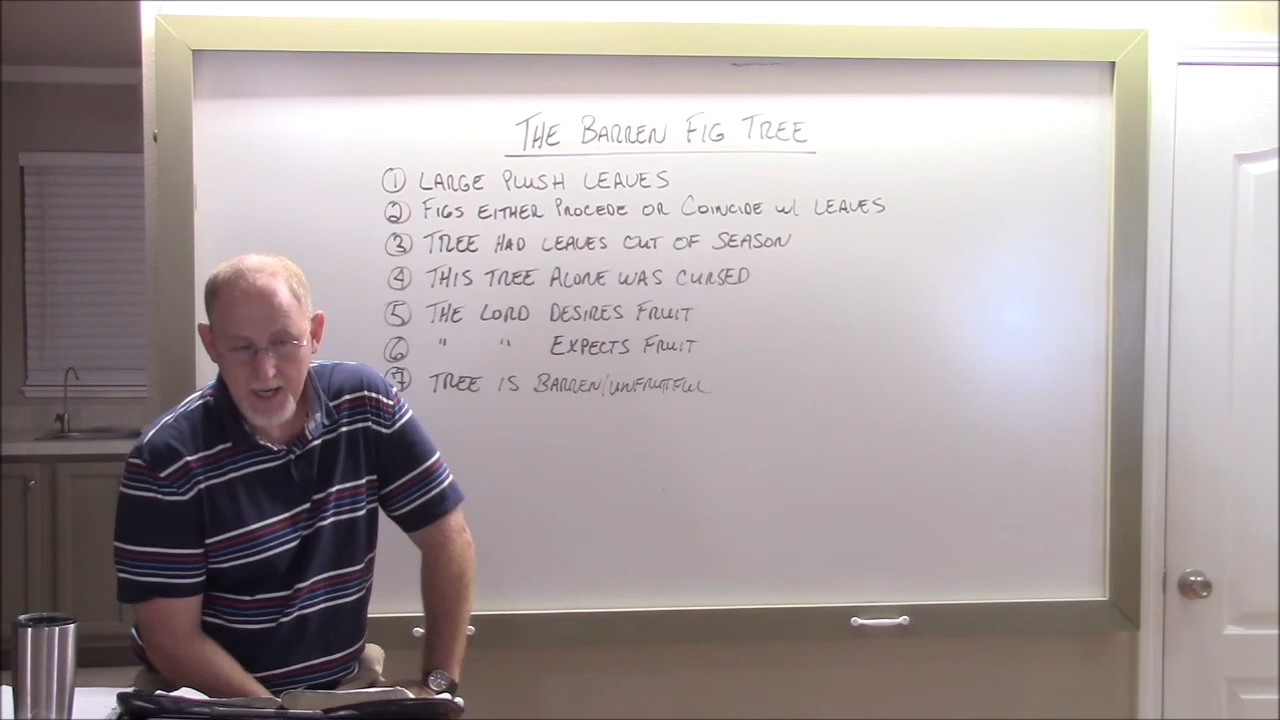 THE BARREN FIG TREE
① LARGE PLUSH LEAVES
② FIGS EITHER PROCEDE OR COINCIDE W/ LEAVES
③ TREE HAD LEAVES OUT OF SEASON
④ THIS TREE ALONE WAS CURSED
⑤ THE LORD DESIRES FRUIT
⑥ " " EXPECTS FRUIT
⑦ TREE IS BARREN/UNFRUTFUL